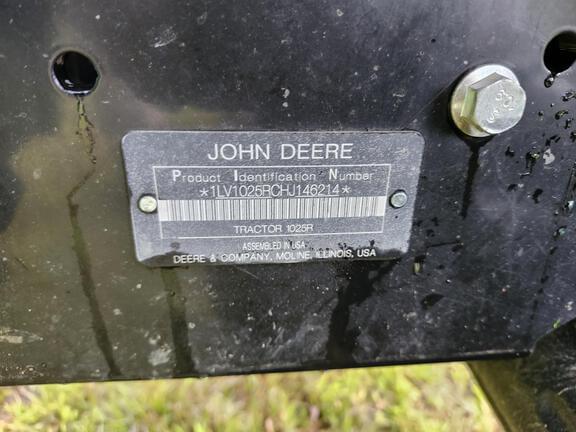 JOHN DEERE
Product Identification Number
*1LV1025RCHJ146214*
TRACTOR 1025R
ASSEMBLED IN USA
DEERE & COMPANY, MOLINE, ILLINOIS, USA